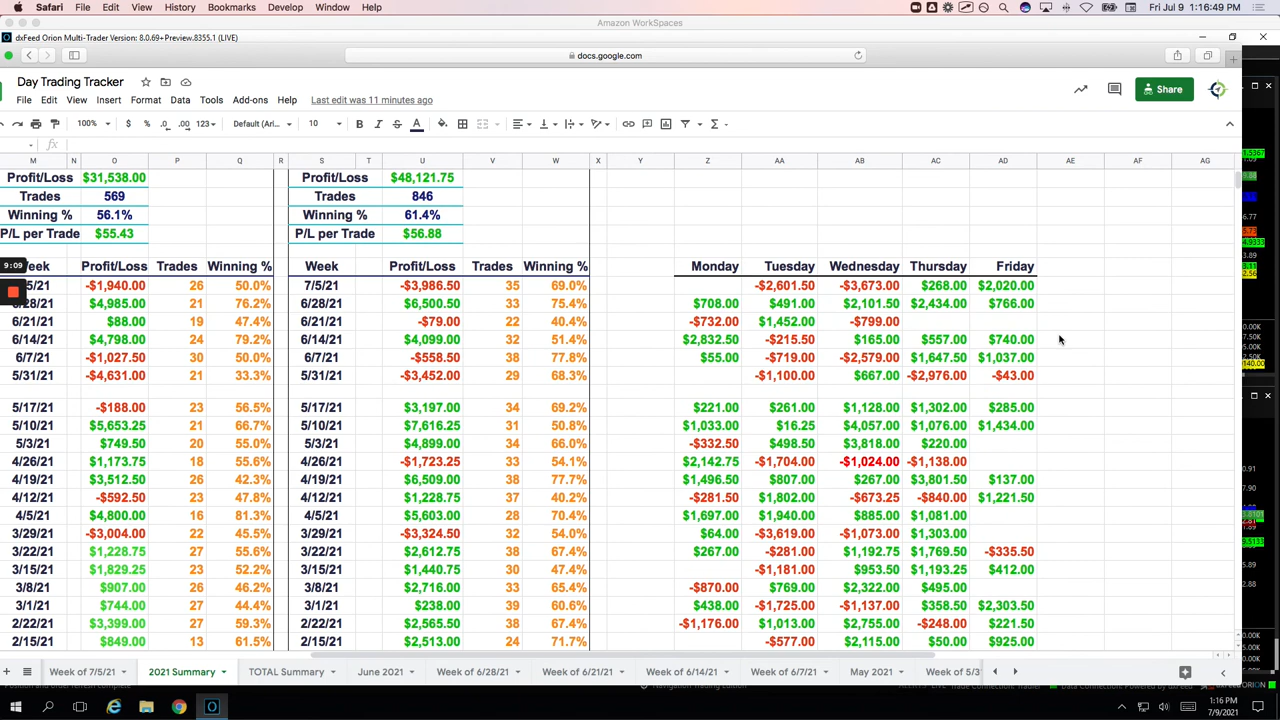 Safari File Edit View History Bookmarks Develop Window Help Fri Jul 9 1:16:49 PM
Amazon WorkSpaces
dxFeed Orion Multi-Trader Version: 8.0.69+Preview.8355.1 (LIVE)
docs.google.com
Day Trading Tracker
File Edit View Insert Format Data Tools Add-ons Help Last edit was 11 minutes ago
Share
100% $ % .0 .00 123 Default (Ari... 10 B I S A
fx
M N O P Q R S T U V W X Y Z AA AB AC AD AE AF AG
Profit/Loss $31,538.00 Profit/Loss $48,121.75
Trades 569 Trades 846
Winning % 56.1% Winning % 61.4%
P/L per Trade $55.43 P/L per Trade $56.88
9:09
Profit/Loss Trades Winning % Week Profit/Loss Trades Winning % Monday Tuesday Wednesday Thursday Friday
-$1,940.00 26 50.0% 7/5/21 -$3,986.50 35 69.0% -$2,601.50 -$3,673.00 $268.00 $2,020.00
$4,985.00 21 76.2% 6/28/21 $6,500.50 33 75.4% $708.00 $491.00 $2,101.50 $2,434.00 $766.00
6/21/21 $88.00 19 47.4% 6/21/21 -$79.00 22 40.4% -$732.00 $1,452.00 -$799.00
6/14/21 $4,798.00 24 79.2% 6/14/21 $4,099.00 32 51.4% $2,832.50 -$215.50 $165.00 $557.00 $740.00
6/7/21 -$1,027.50 30 50.0% 6/7/21 -$558.50 38 77.8% $55.00 -$719.00 -$2,579.00 $1,647.50 $1,037.00
5/31/21 -$4,631.00 21 33.3% 5/31/21 -$3,452.00 29 68.3% -$1,100.00 $667.00 -$2,976.00 -$43.00
5/17/21 -$188.00 23 56.5% 5/17/21 $3,197.00 34 69.2% $221.00 $261.00 $1,128.00 $1,302.00 $285.00
5/10/21 $5,653.25 21 66.7% 5/10/21 $7,616.25 31 50.8% $1,033.00 $16.25 $4,057.00 $1,076.00 $1,434.00
5/3/21 $749.50 20 55.0% 5/3/21 $4,899.00 34 66.0% -$332.50 $498.50 $3,818.00 $220.00
4/26/21 $1,173.75 18 55.6% 4/26/21 -$1,723.25 33 54.1% $2,142.75 -$1,704.00 -$1,024.00 -$1,138.00
4/19/21 $3,512.50 26 42.3% 4/19/21 $6,509.00 38 77.7% $1,496.50 $807.00 $267.00 $3,801.50 $137.00
4/12/21 -$592.50 23 47.8% 4/12/21 $1,228.75 37 40.2% -$281.50 $1,802.00 -$673.25 -$840.00 $1,221.50
4/5/21 $4,800.00 16 81.3% 4/5/21 $5,603.00 28 70.4% $1,697.00 $1,940.00 $885.00 $1,081.00
3/29/21 -$3,004.00 22 45.5% 3/29/21 -$3,324.50 32 54.0% $64.00 -$3,619.00 -$1,073.00 $1,303.00
3/22/21 $1,228.75 27 55.6% 3/22/21 $2,612.75 38 67.4% $267.00 -$281.00 $1,192.75 $1,769.50 -$335.50
3/15/21 $1,829.25 23 52.2% 3/15/21 $1,440.75 30 47.4% -$1,181.00 $953.50 $1,193.25 $412.00
3/8/21 $907.00 26 46.2% 3/8/21 $2,716.00 33 65.4% -$870.00 $769.00 $2,322.00 $495.00
3/1/21 $744.00 27 44.4% 3/1/21 $238.00 39 60.6% $438.00 -$1,725.00 -$1,137.00 $358.50 $2,303.50
2/22/21 $3,399.00 27 59.3% 2/22/21 $2,565.50 38 67.4% -$1,176.00 $1,013.00 $2,755.00 -$248.00 $221.50
2/15/21 $849.00 13 61.5% 2/15/21 $2,513.00 24 71.7% -$577.00 $2,115.00 $50.00 $925.00
Week of 7/5/21 2021 Summary TOTAL Summary June 2021 Week of 6/28/21 Week of 6/21/21 Week of 6/14/21 Week of 6/7/21 May 2021 Week of 5/3
1:16 PM
7/9/2021